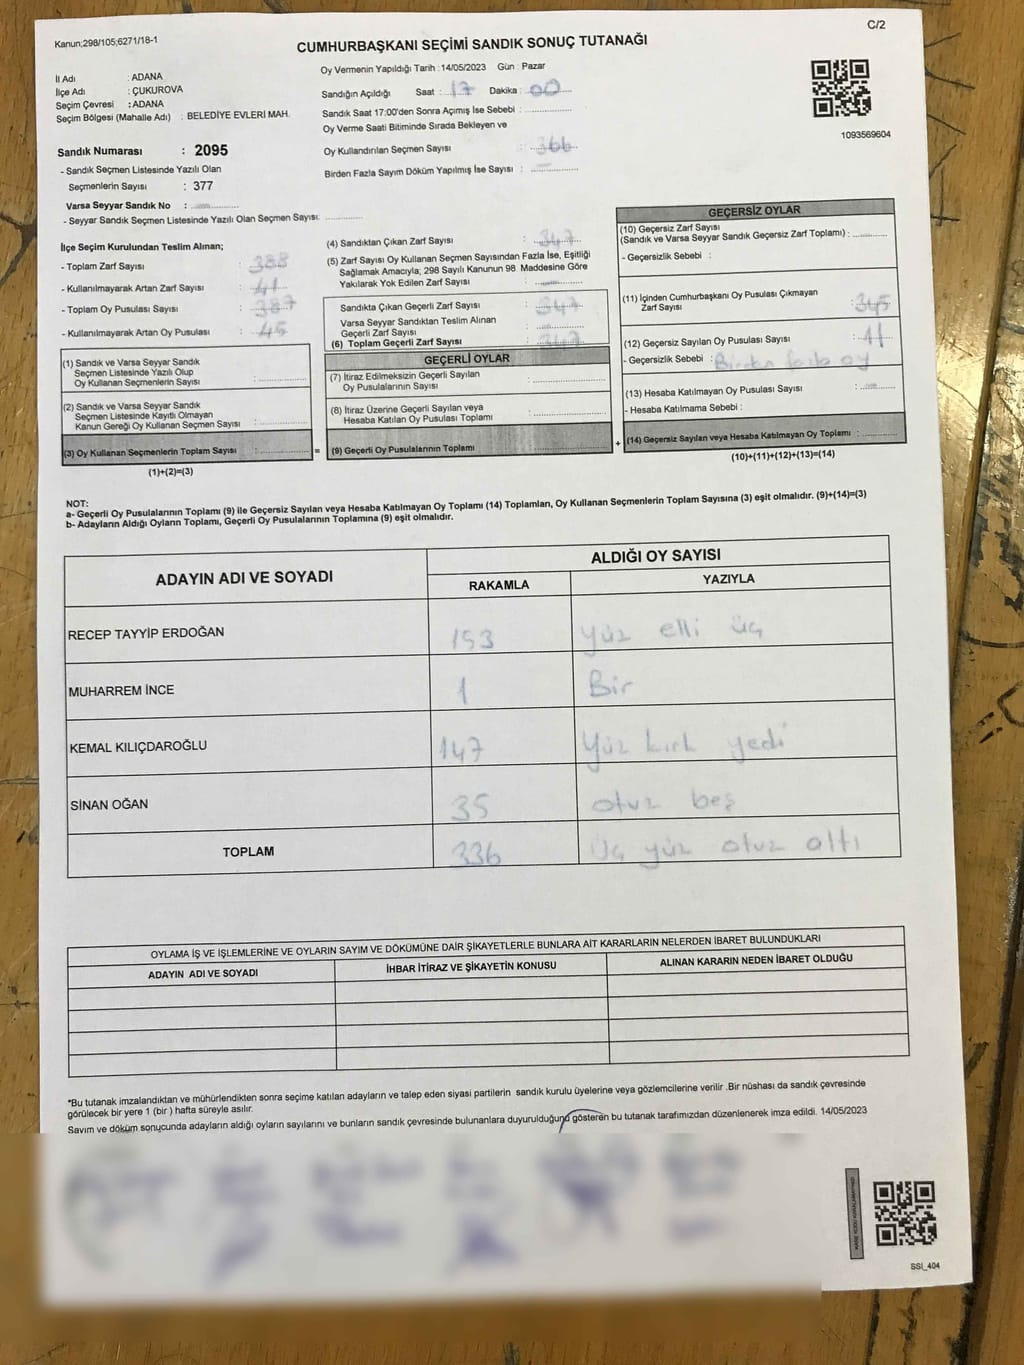 C/2
Kanun;298/105;6271/18-1
CUMHURBAŞKANI SEÇİMİ SANDIK SONUÇ TUTANAĞI
İl Adı : ADANA
İlçe Adı : ÇUKUROVA
Seçim Çevresi : ADANA
Seçim Bölgesi (Mahalle Adı) : BELEDİYE EVLERİ MAH.
Oy Vermenin Yapıldığı Tarih : 14/05/2023 Gün : Pazar
Sandığın Açıldığı Saat : 17 Dakika : 00
Sandık Saat 17:00'den Sonra Açımış İse Sebebi :
Oy Verme Saati Bitiminde Sırada Bekleyen ve
Oy Kullandırılan Seçmen Sayısı : 366
Birden Fazla Sayım Döküm Yapılmış İse Sayısı :
1093569604
Sandık Numarası : 2095
- Sandık Seçmen Listesinde Yazılı Olan
Seçmenlerin Sayısı : 377
Varsa Seyyar Sandık No :
- Seyyar Sandık Seçmen Listesinde Yazılı Olan Seçmen Sayısı:
İlçe Seçim Kurulundan Teslim Alınan;
- Toplam Zarf Sayısı : 388
- Kullanılmayarak Artan Zarf Sayısı : 41
- Toplam Oy Pusulası Sayısı : 387
- Kullanılmayarak Artan Oy Pusulası : 45
(1) Sandık ve Varsa Seyyar Sandık
Seçmen Listesinde Yazılı Olup
Oy Kullanan Seçmenlerin Sayısı :
(2) Sandık ve Varsa Seyyar Sandık
Seçmen Listesinde Kayıtlı Olmayan
Kanun Gereği Oy Kullanan Seçmen Sayısı :
(3) Oy Kullanan Seçmenlerin Toplam Sayısı :
(1)+(2)=(3)
(4) Sandıktan Çıkan Zarf Sayısı : 347
(5) Zarf Sayısı Oy Kullanan Seçmen Sayısından Fazla İse, Eşitliği
Sağlamak Amacıyla; 298 Sayılı Kanunun 98. Maddesine Göre
Yakılarak Yok Edilen Zarf Sayısı :
Sandıkta Çıkan Geçerli Zarf Sayısı : 347
Varsa Seyyar Sandıktan Teslim Alınan
Geçerli Zarf Sayısı :
(6) Toplam Geçerli Zarf Sayısı : 347
GEÇERLİ OYLAR
(7) İtiraz Edilmeksizin Geçerli Sayılan
Oy Pusulalarının Sayısı :
(8) İtiraz Üzerine Geçerli Sayılan veya
Hesaba Katılan Oy Pusulası Toplamı :
= (9) Geçerli Oy Pusulalarının Toplamı
GEÇERSİZ OYLAR
(10) Geçersiz Zarf Sayısı
(Sandık ve Varsa Seyyar Sandık Geçersiz Zarf Toplamı) :
- Geçersizlik Sebebi :
(11) İçinden Cumhurbaşkanı Oy Pusulası Çıkmayan
Zarf Sayısı : 345
(12) Geçersiz Sayılan Oy Pusulası Sayısı : 11
- Geçersizlik Sebebi : Birden fazla oy
(13) Hesaba Katılmayan Oy Pusulası Sayısı :
- Hesaba Katılmama Sebebi :
+ (14) Geçersiz Sayılan veya Hesaba Katılmayan Oy Toplamı :
(10)+(11)+(12)+(13)=(14)
NOT:
a- Geçerli Oy Pusulalarının Toplamı (9) ile Geçersiz Sayılan veya Hesaba Katılmayan Oy Toplamı (14) Toplamları, Oy Kullanan Seçmenlerin Toplam Sayısına (3) eşit olmalıdır. (9)+(14)=(3)
b- Adayların Aldığı Oyların Toplamı, Geçerli Oy Pusulalarının Toplamına (9) eşit olmalıdır.
ADAYIN ADI VE SOYADI
ALDIĞI OY SAYISI
RAKAMLA YAZIYLA
RECEP TAYYİP ERDOĞAN 153 yüz elli üç
MUHARREM İNCE 1 Bir
KEMAL KILIÇDAROĞLU 147 yüz kırk yedi
SİNAN OĞAN 35 otuz beş
TOPLAM 336 Üç yüz otuz altı
OYLAMA İŞ VE İŞLEMLERİNE VE OYLARIN SAYIM VE DÖKÜMÜNE DAİR ŞİKAYETLERLE BUNLARA AİT KARARLARIN NELERDEN İBARET BULUNDUKLARI
ADAYIN ADI VE SOYADI İHBAR İTİRAZ VE ŞİKAYETİN KONUSU ALINAN KARARIN NEDEN İBARET OLDUĞU
*Bu tutanak imzalandıktan ve mühürlendikten sonra seçime katılan adayların ve talep eden siyasi partilerin sandık kurulu üyelerine veya gözlemcilerine verilir .Bir nüshası da sandık çevresinde
görülecek bir yere 1 (bir ) hafta süreyle asılır.
Sayım ve döküm sonucunda adayların aldığı oyların sayılarını ve bunların sandık çevresinde bulunanlara duyurulduğunu gösteren bu tutanak tarafımızdan düzenlenerek imza edildi. 14/05/2023
SSI_404